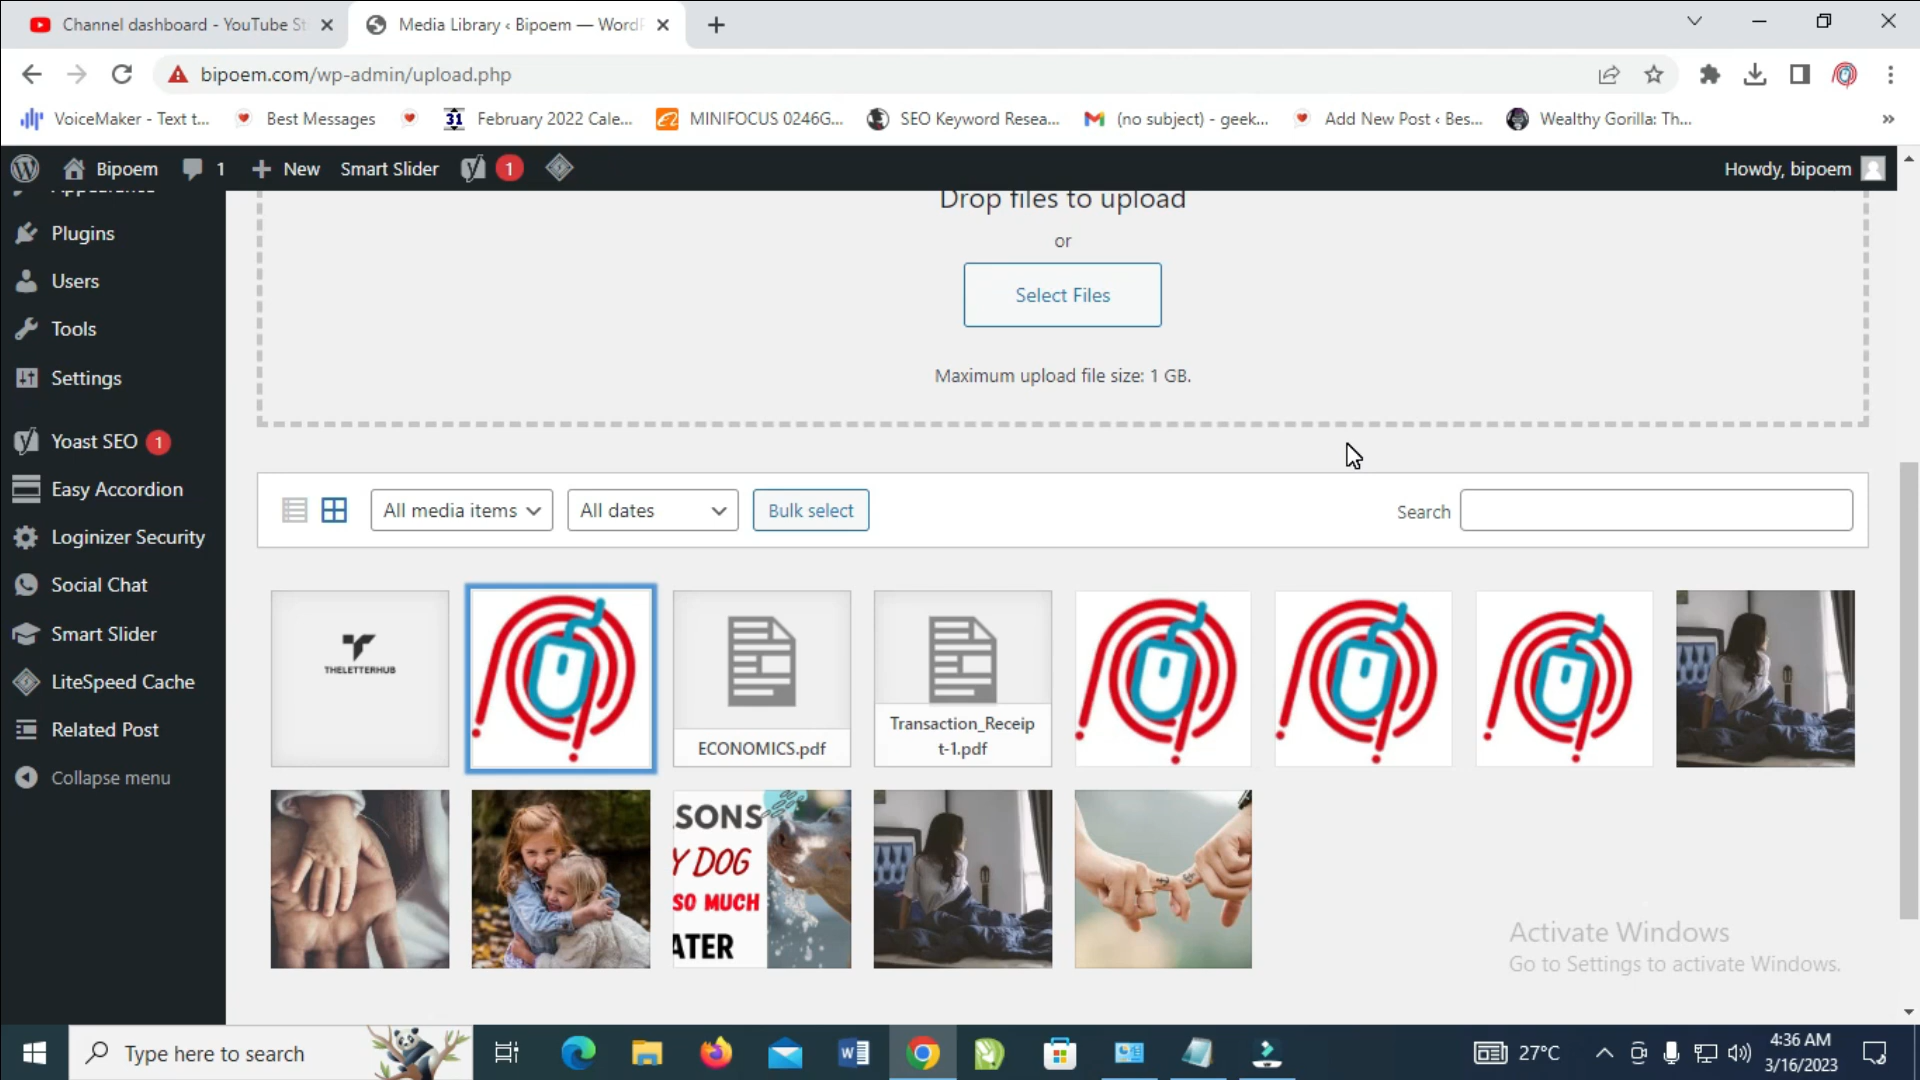 Channel dashboard - YouTube St
Media Library ‹ Bipoem — WordP
bipoem.com/wp-admin/upload.php
VoiceMaker - Text t...
Best Messages
31
February 2022 Cale...
MINIFOCUS 0246G...
SEO Keyword Resea...
(no subject) - geek...
Add New Post ‹ Bes...
Wealthy Gorilla: Th...
»
Bipoem
1
New
Smart Slider
1
Howdy, bipoem
Appearance
Plugins
Users
Tools
Settings
Yoast SEO 1
Easy Accordion
Loginizer Security
Social Chat
Smart Slider
LiteSpeed Cache
Related Post
Collapse menu
Drop files to upload
or
Select Files
Maximum upload file size: 1 GB.
All media items
All dates
Bulk select
Search
THELETTERHUB
ECONOMICS.pdf
Transaction_Receip
t-1.pdf
SONS
Y DOG
SO MUCH
ATER
Activate Windows
Go to Settings to activate Windows.
Type here to search
27°C
4:36 AM
3/16/2023